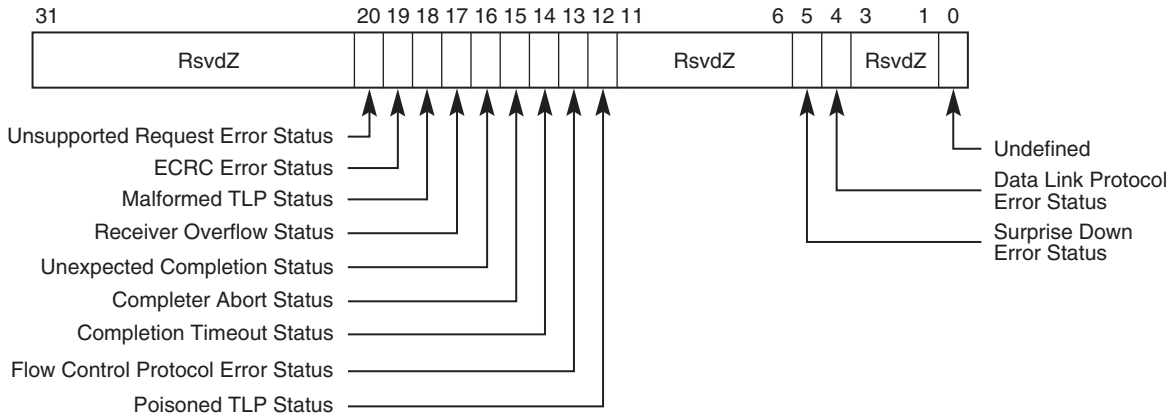 31 20 19 18 17 16 15 14 13 12 11 6 5 4 3 1 0
RsvdZ RsvdZ RsvdZ
Unsupported Request Error Status
ECRC Error Status
Malformed TLP Status
Receiver Overflow Status
Unexpected Completion Status
Completer Abort Status
Completion Timeout Status
Flow Control Protocol Error Status
Poisoned TLP Status
Undefined
Data Link Protocol
Error Status
Surprise Down
Error Status